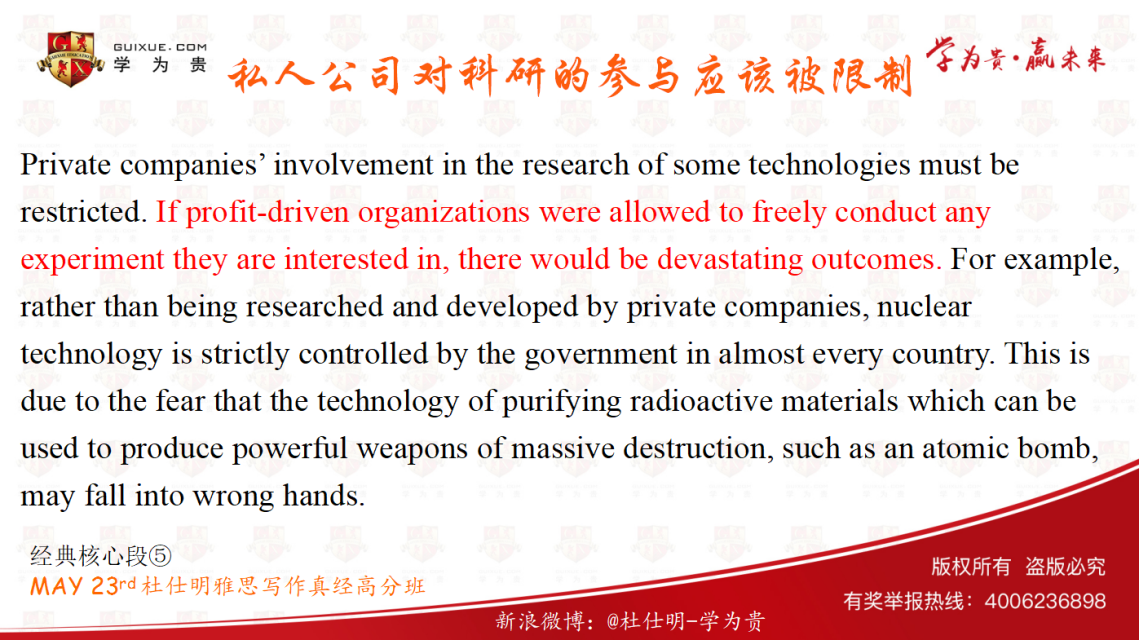 GUIXUE.COM
学为贵
私人公司对科研的参与应该被限制
学为贵·赢未来
Private companies’ involvement in the research of some technologies must be
restricted. If profit-driven organizations were allowed to freely conduct any
experiment they are interested in, there would be devastating outcomes. For example,
rather than being researched and developed by private companies, nuclear
technology is strictly controlled by the government in almost every country. This is
due to the fear that the technology of purifying radioactive materials which can be
used to produce powerful weapons of massive destruction, such as an atomic bomb,
may fall into wrong hands.
经典核心段⑤
MAY 23rd 杜仕明雅思写作真经高分班
版权所有 盗版必究
有奖举报热线：4006236898
新浪微博：@杜仕明-学为贵